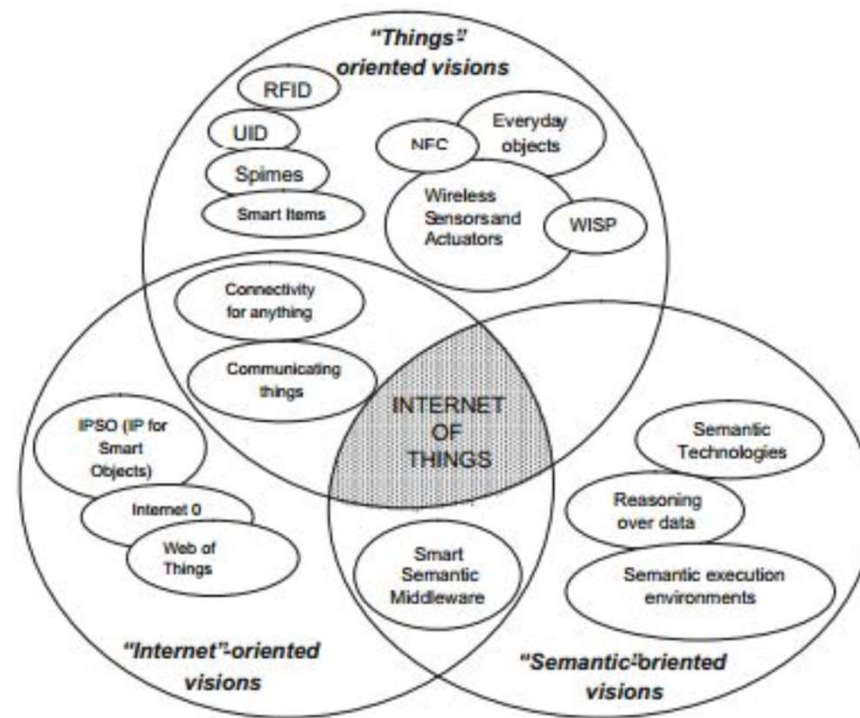 “Things”-
oriented visions
RFID
UID
Spimes
Smart Items
NFC
Everyday
objects
Wireless
Sensors and
Actuators
WISP
Connectivity
for anything
Communicating
things
INTERNET
OF
THINGS
IPSO (IP for
Smart
Objects)
Internet 0
Web of
Things
Semantic
Technologies
Reasoning
over data
Semantic execution
environments
Smart
Semantic
Middleware
“Internet”-oriented
visions
“Semantic”-oriented
visions